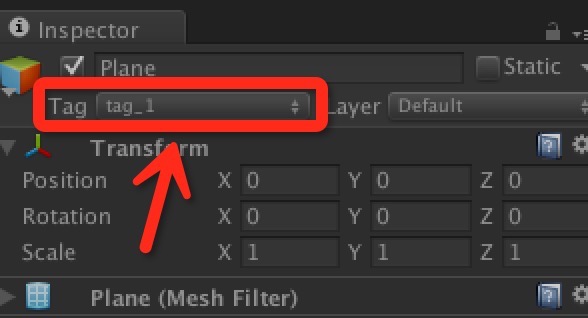 Inspector
Plane Static
Tag tag_1 Layer Default
Transform
Position X 0 Y 0 Z 0
Rotation X 0 Y 0 Z 0
Scale X 1 Y 1 Z 1
Plane (Mesh Filter)